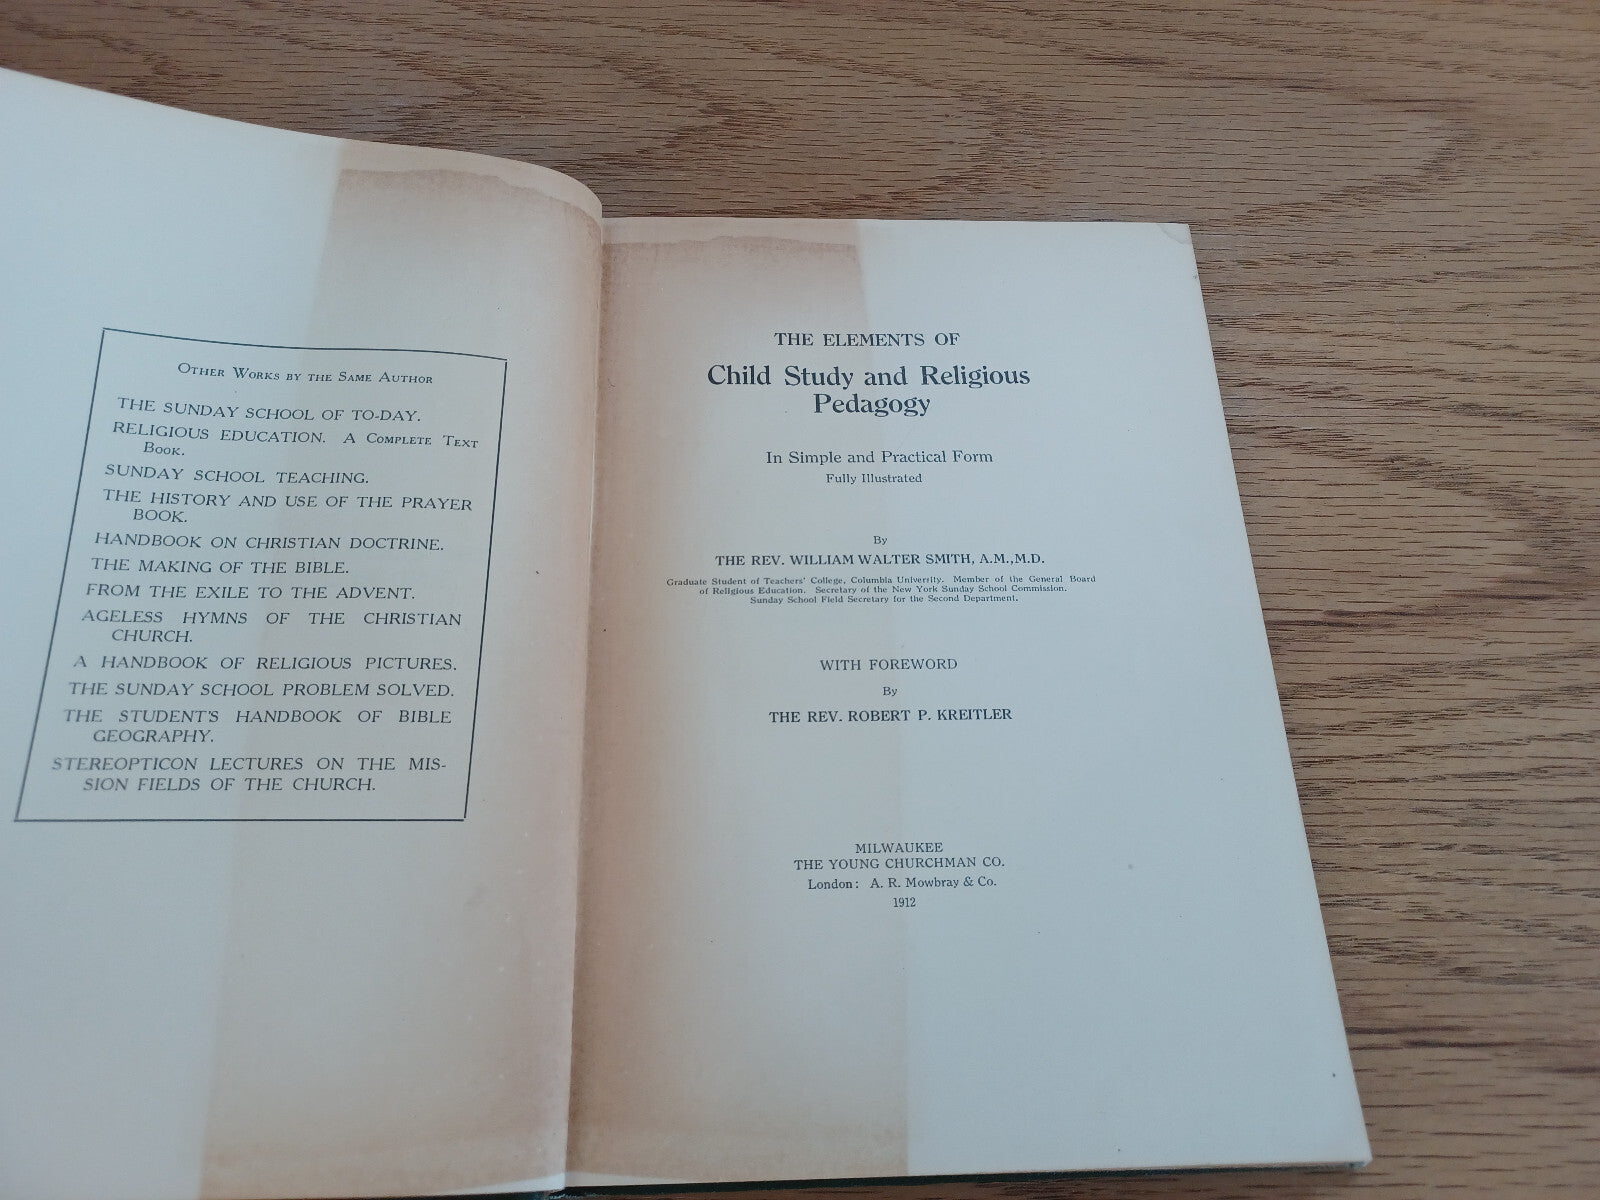 Other Works by the Same Author
THE SUNDAY SCHOOL OF TO-DAY.
RELIGIOUS EDUCATION. A Complete Text
Book.
SUNDAY SCHOOL TEACHING.
THE HISTORY AND USE OF THE PRAYER
BOOK.
HANDBOOK ON CHRISTIAN DOCTRINE.
THE MAKING OF THE BIBLE.
FROM THE EXILE TO THE ADVENT.
AGELESS HYMNS OF THE CHRISTIAN
CHURCH.
A HANDBOOK OF RELIGIOUS PICTURES.
THE SUNDAY SCHOOL PROBLEM SOLVED.
THE STUDENT'S HANDBOOK OF BIBLE
GEOGRAPHY.
STEREOPTICON LECTURES ON THE MIS-
SION FIELDS OF THE CHURCH.
THE ELEMENTS OF
Child Study and Religious
Pedagogy
In Simple and Practical Form
Fully Illustrated
By
THE REV. WILLIAM WALTER SMITH, A.M.,M.D.
Graduate Student of Teachers' College, Columbia University. Member of the General Board
of Religious Education. Secretary of the New York Sunday School Commission.
Sunday School Field Secretary for the Second Department.
WITH FOREWORD
By
THE REV. ROBERT P. KREITLER
MILWAUKEE
THE YOUNG CHURCHMAN CO.
London: A. R. Mowbray & Co.
1912